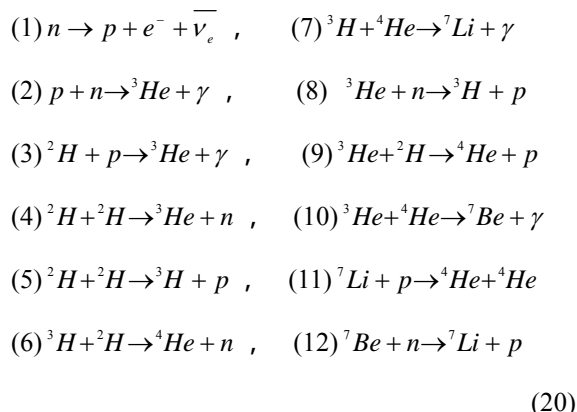 (1) n → p + e⁻ + ν̅ₑ , (7) ³H + ⁴He → ⁷Li + γ
(2) p + n → ³He + γ , (8) ³He + n → ³H + p
(3) ²H + p → ³He + γ , (9) ³He + ²H → ⁴He + p
(4) ²H + ²H → ³He + n , (10) ³He + ⁴He → ⁷Be + γ
(5) ²H + ²H → ³H + p , (11) ⁷Li + p → ⁴He + ⁴He
(6) ³H + ²H → ⁴He + n , (12) ⁷Be + n → ⁷Li + p
(20)